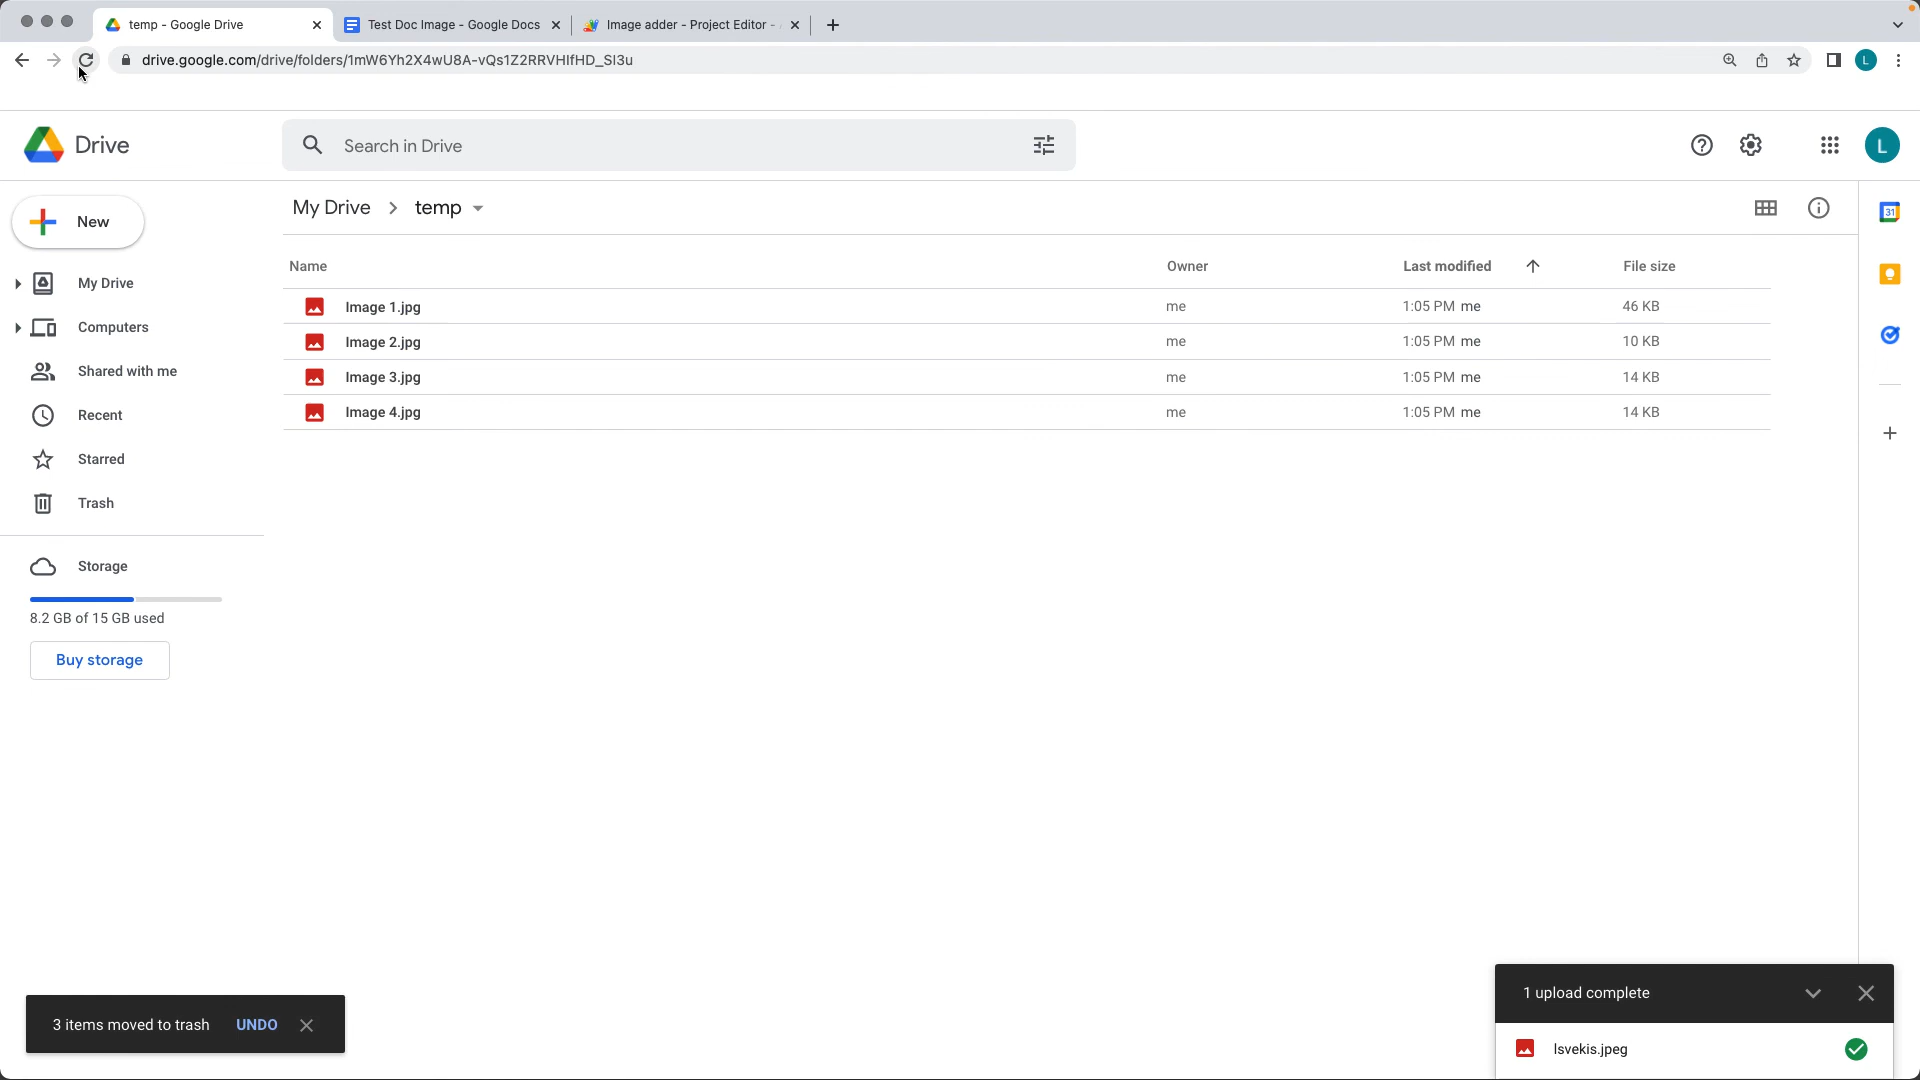 temp - Google Drive
Test Doc Image - Google Docs
Image adder - Project Editor -
drive.google.com/drive/folders/1mW6Yh2X4wU8A-vQs1Z2RRVHIfHD_SI3u
L
Drive
Search in Drive
L
New
My Drive
temp
31
Name
Owner
Last modified
File size
My Drive
Image 1.jpg
me
1:05 PM me
46 KB
Computers
Image 2.jpg
me
1:05 PM me
10 KB
Shared with me
Image 3.jpg
me
1:05 PM me
14 KB
Recent
Image 4.jpg
me
1:05 PM me
14 KB
Starred
Trash
Storage
8.2 GB of 15 GB used
Buy storage
3 items moved to trash
UNDO
1 upload complete
lsvekis.jpeg